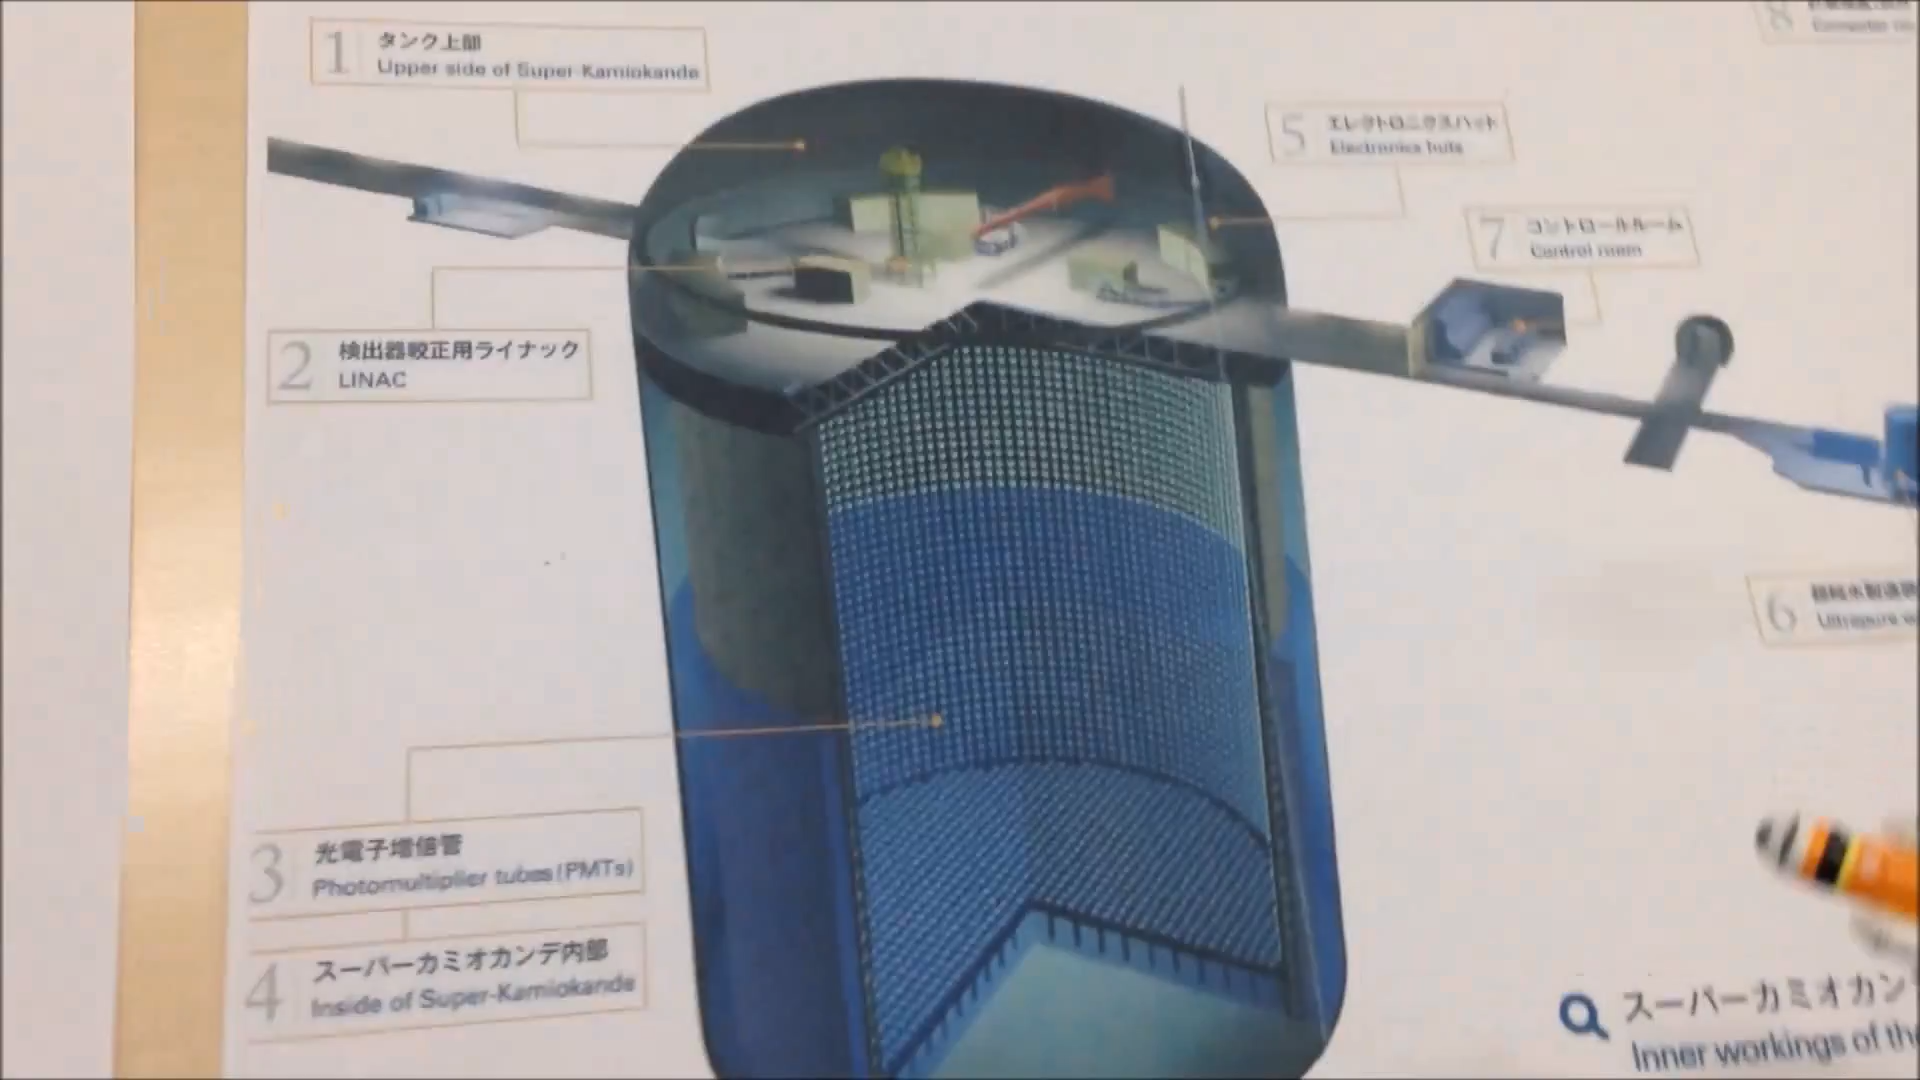 1
タンク上部
Upper side of Super-Kamiokande
2
検出器較正用ライナック
LINAC
3
光電子増倍管
Photomultiplier tubes (PMTs)
4
スーパーカミオカンデ内部
Inside of Super-Kamiokande
5
エレクトロニクスハット
Electronics huts
7
コントロールルーム
Control room
8
Computer
6
Ultrapure
スーパーカミオカン
Inner workings of th